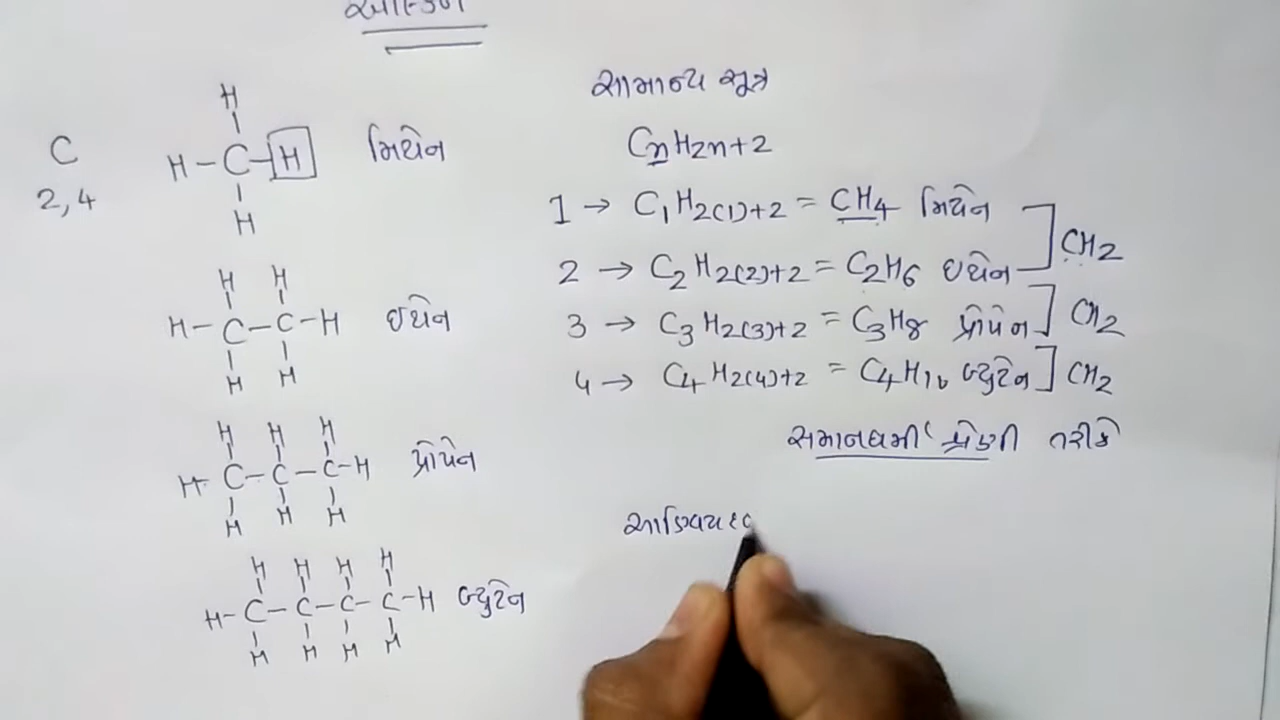 આલ્કેન
H
C H – C – H મિથેન
2, 4
H
H H
H – C – C – H ઇથેન
H H
H H H
H – C – C – C – H પ્રોપેન
H H H
H H H H
H – C – C – C – C – H બ્યુટેન
H H H H
સામાન્ય સૂત્ર
CnH2n+2
1 → C1H2(1)+2 = CH4 મિથેન
CH2
2 → C2H2(2)+2 = C2H6 ઇથેન
3 → C3H2(3)+2 = C3H8 પ્રોપેન CH2
4 → C4H2(4)+2 = C4H10 બ્યુટેન CH2
સમાનધર્મી શ્રેણી તરીકે